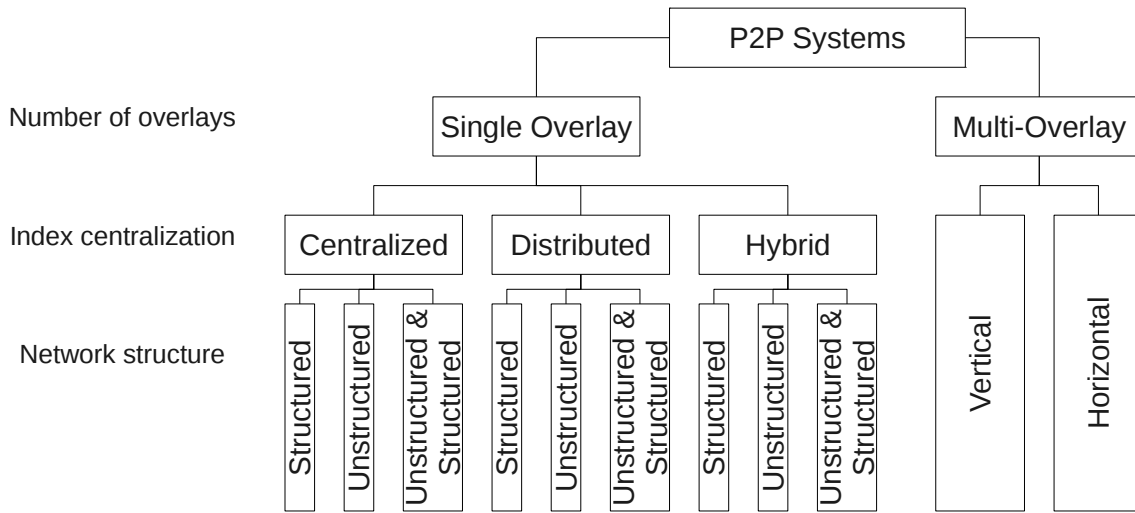 P2P Systems
Number of overlays
Single Overlay
Multi-Overlay
Index centralization
Centralized
Distributed
Hybrid
Network structure
Structured
Unstructured
Unstructured &
Structured
Structured
Unstructured
Unstructured &
Structured
Structured
Unstructured
Unstructured &
Structured
Vertical
Horizontal